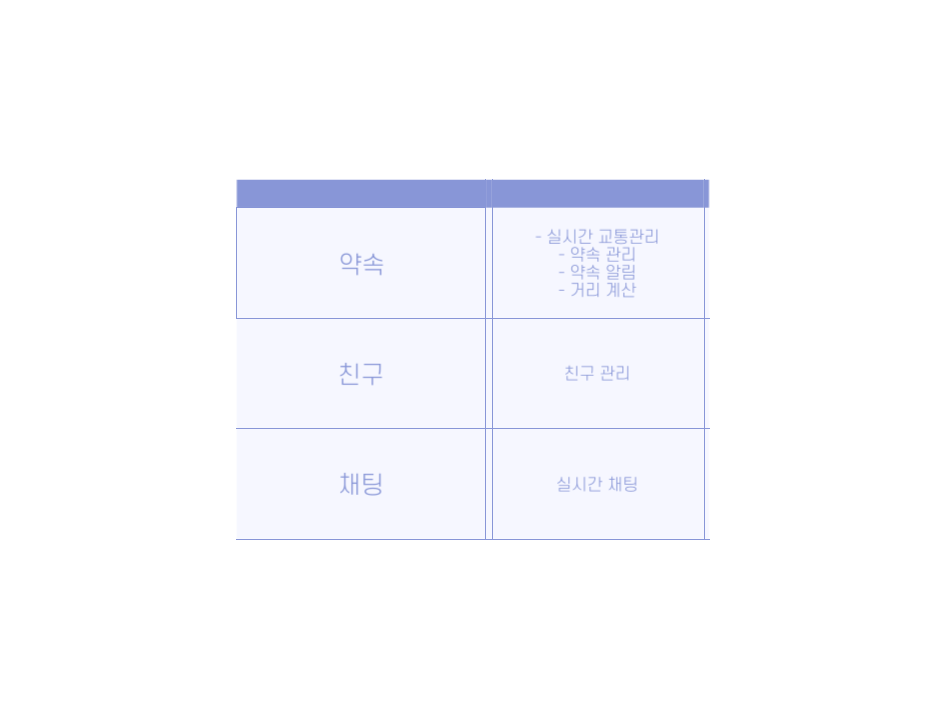 약속
- 실시간 교통관리
- 약속 관리
- 약속 알림
- 거리 계산
친구
친구 관리
채팅
실시간 채팅